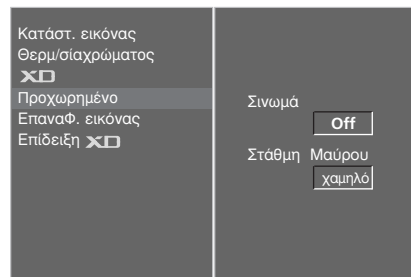 Κατάστ. εικόνας
Θερμ/σίαχρώματος
XD
Προχωρημένο
ΕπαναΦ. εικόνας
Επίδειξη XD
Σινωμά
Off
Στάθμη Μαύρου
χαμηλό